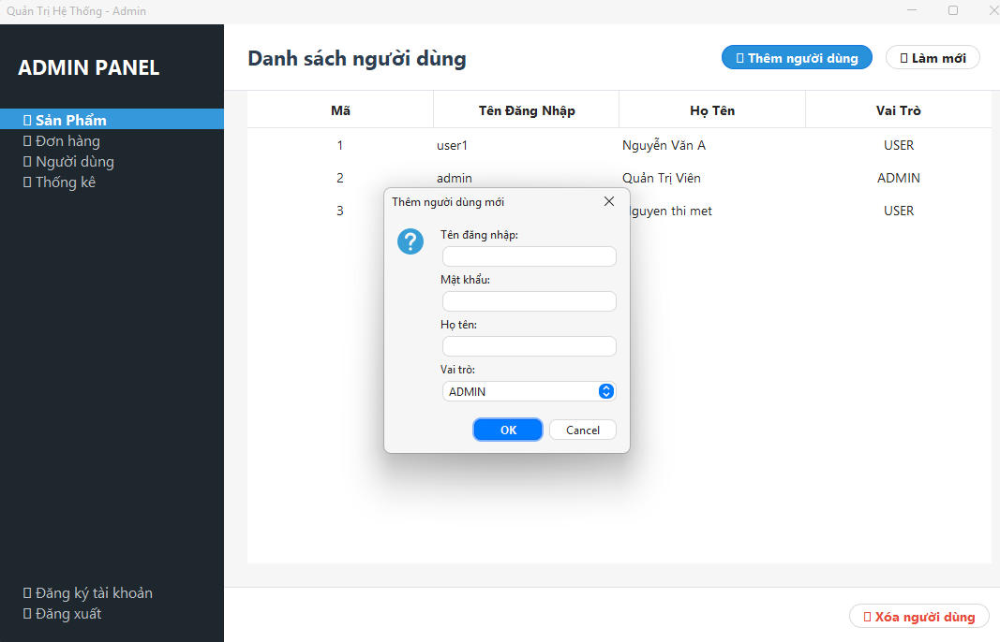 Quản Trị Hệ Thống - Admin
ADMIN PANEL
Sản Phẩm
Đơn hàng
Người dùng
Thống kê
Đăng ký tài khoản
Đăng xuất
Danh sách người dùng
Thêm người dùng
Làm mới
Mã Tên Đăng Nhập Họ Tên Vai Trò
1 user1 Nguyễn Văn A USER
2 admin Quản Trị Viên ADMIN
3 guyen thi met USER
Thêm người dùng mới
Tên đăng nhập:
Mật khẩu:
Họ tên:
Vai trò:
ADMIN
OK Cancel
Xóa người dùng